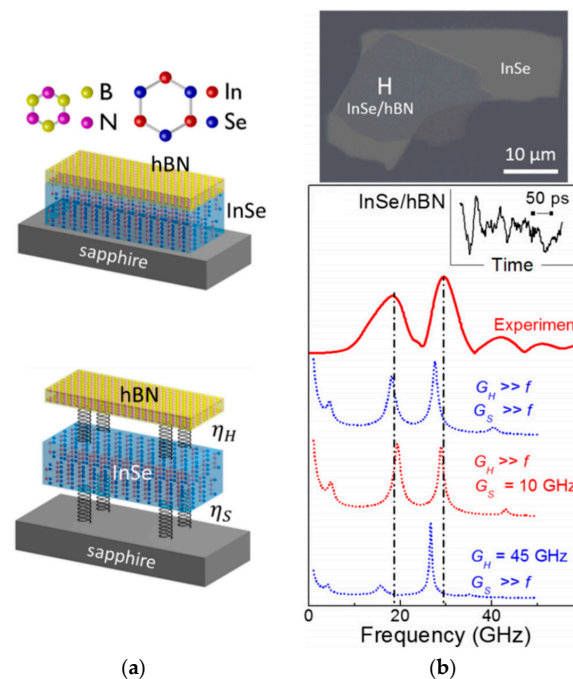 B
In
N
Se
hBN
InSe
sapphire
hBN
η_H
InSe
η_S
sapphire
(a)
InSe
H
InSe/hBN
10 μm
InSe/hBN
50 ps
Time
Experimen
G_H >> f
G_S >> f
G_H >> f
G_S = 10 GHz
G_H = 45 GHz
G_S >> f
0 20 40
Frequency (GHz)
(b)